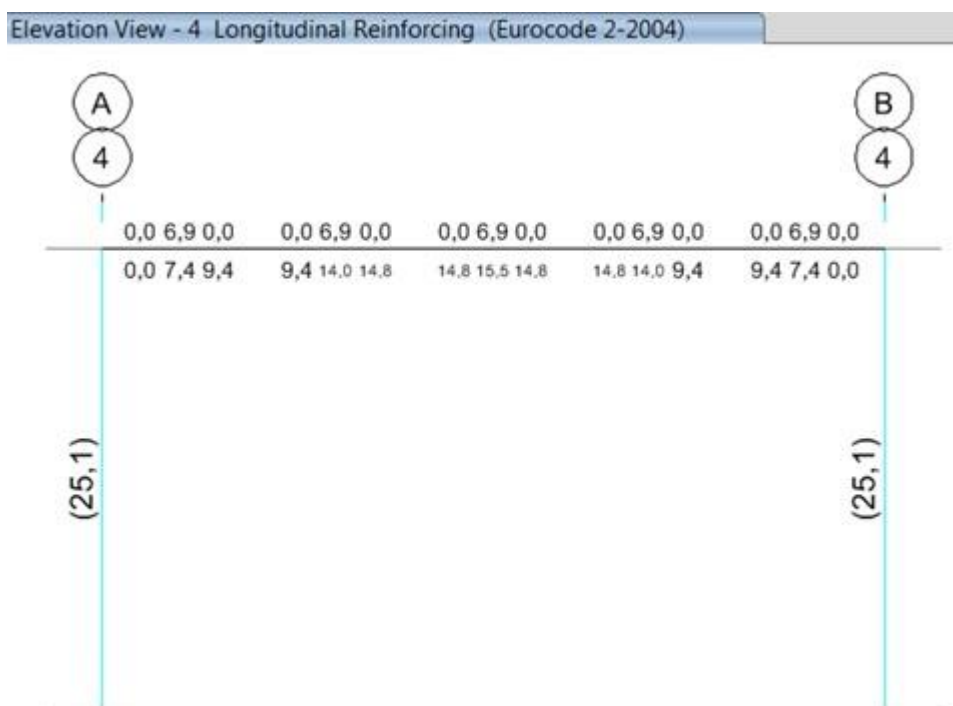 Elevation View - 4 Longitudinal Reinforcing (Eurocode 2-2004)
A B
4 4
0,0 6,9 0,0 0,0 6,9 0,0 0,0 6,9 0,0 0,0 6,9 0,0 0,0 6,9 0,0
0,0 7,4 9,4 9,4 14,0 14,8 14,8 15,5 14,8 14,8 14,0 9,4 9,4 7,4 0,0
(25,1) (25,1)